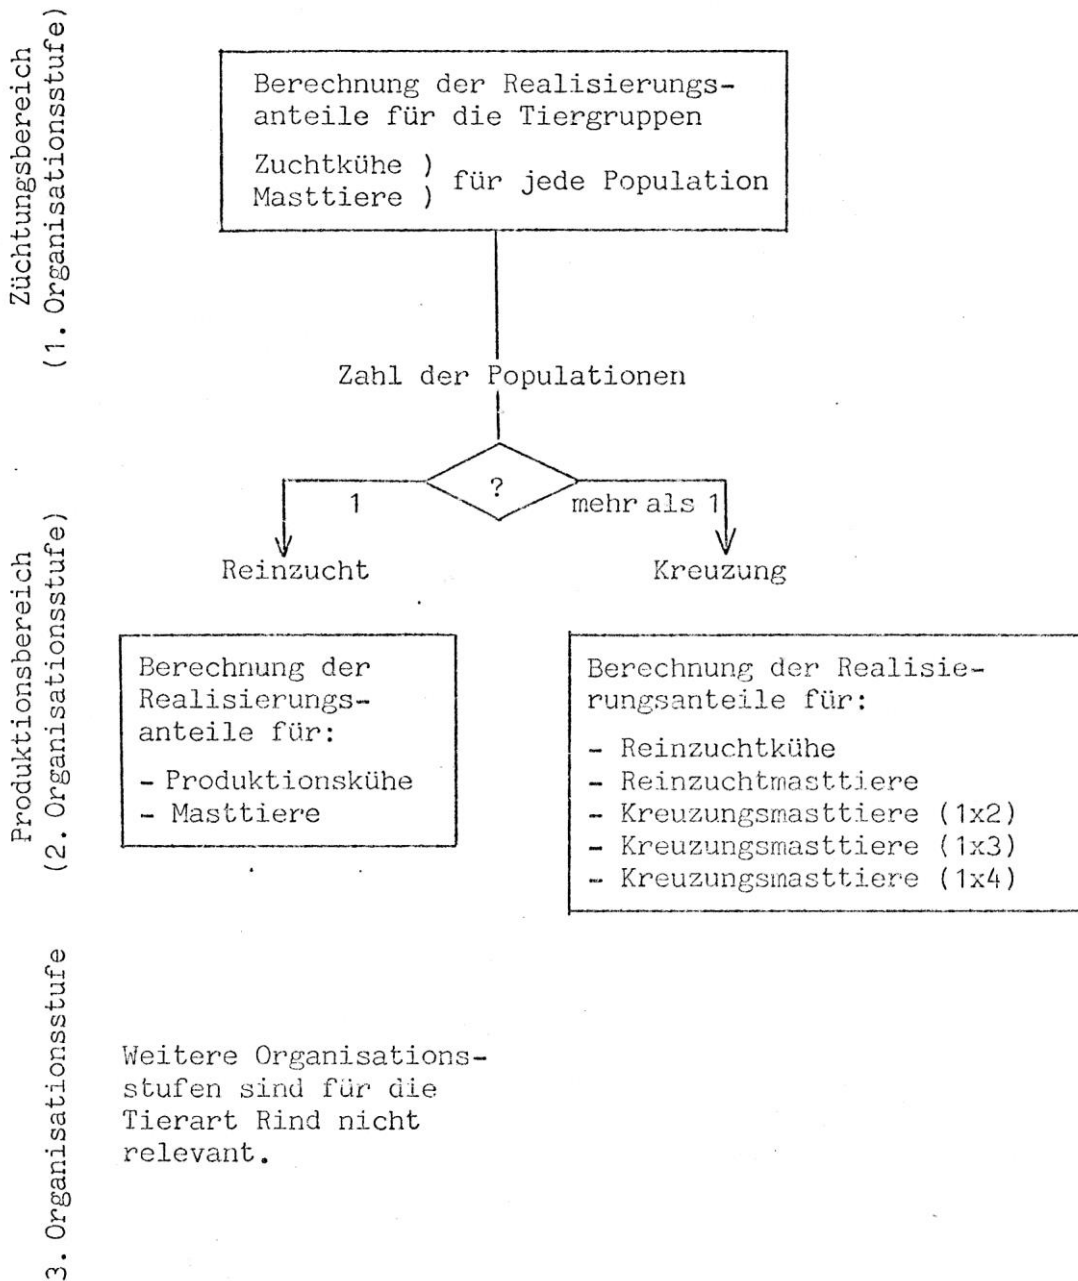 Züchtungsbereich
(1. Organisationsstufe)
Berechnung der Realisierungs-
anteile für die Tiergruppen
Zuchtkühe )
Masttiere )
für jede Population
Zahl der Populationen
?
1
mehr als 1
Reinzucht
Kreuzung
Produktionsbereich
(2. Organisationsstufe)
Berechnung der
Realisierungs-
anteile für:
- Produktionskühe
- Masttiere
Berechnung der Realisie-
rungsanteile für:
- Reinzuchtkühe
- Reinzuchtmasttiere
- Kreuzungsmasttiere (1x2)
- Kreuzungsmasttiere (1x3)
- Kreuzungsmasttiere (1x4)
3. Organisationsstufe
Weitere Organisations-
stufen sind für die
Tierart Rind nicht
relevant.